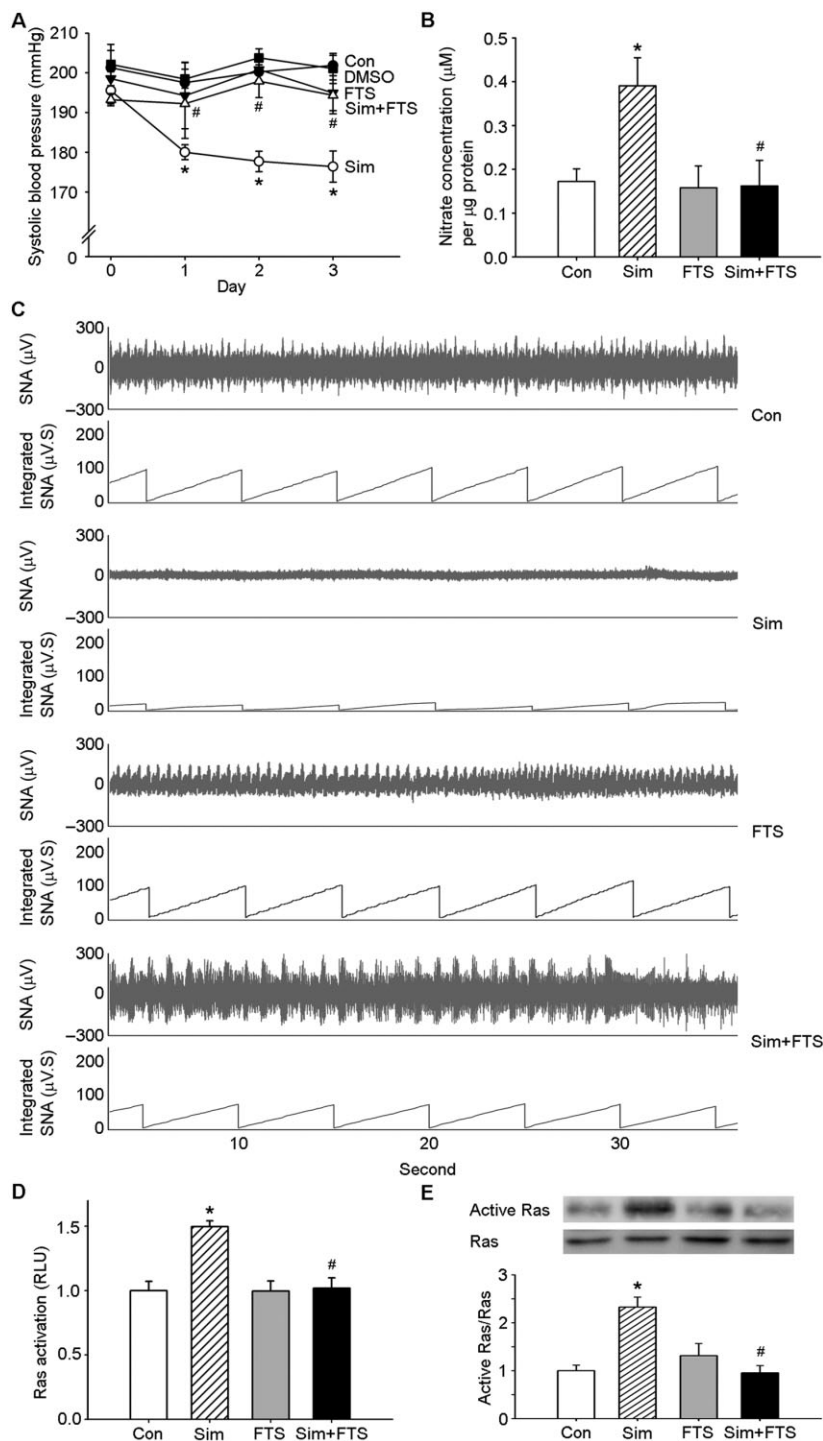 A
Systolic blood pressure (mmHg)
210
200
190
180
170
0
Con
DMSO
FTS
Sim+FTS
Sim
#
#
#
*
*
*
0 1 2 3
Day
B
Nitrate concentration (μM)
per μg protein
0.5
0.4
0.3
0.2
0.1
0.0
*
#
Con Sim FTS Sim+FTS
C
SNA (μV)
300
0
–300
Con
Integrated
SNA (μV.S)
200
100
0
SNA (μV)
300
0
–300
Sim
Integrated
SNA (μV.S)
200
100
0
SNA (μV)
300
0
–300
FTS
Integrated
SNA (μV.S)
200
100
0
SNA (μV)
300
0
–300
Sim+FTS
Integrated
SNA (μV.S)
200
100
0
10 20 30
Second
D
Ras activation (RLU)
1.5
1.0
0.5
0.0
*
#
Con Sim FTS Sim+FTS
E
Active Ras
Ras
Active Ras/Ras
3
2
1
0
*
#
Con Sim FTS Sim+FTS